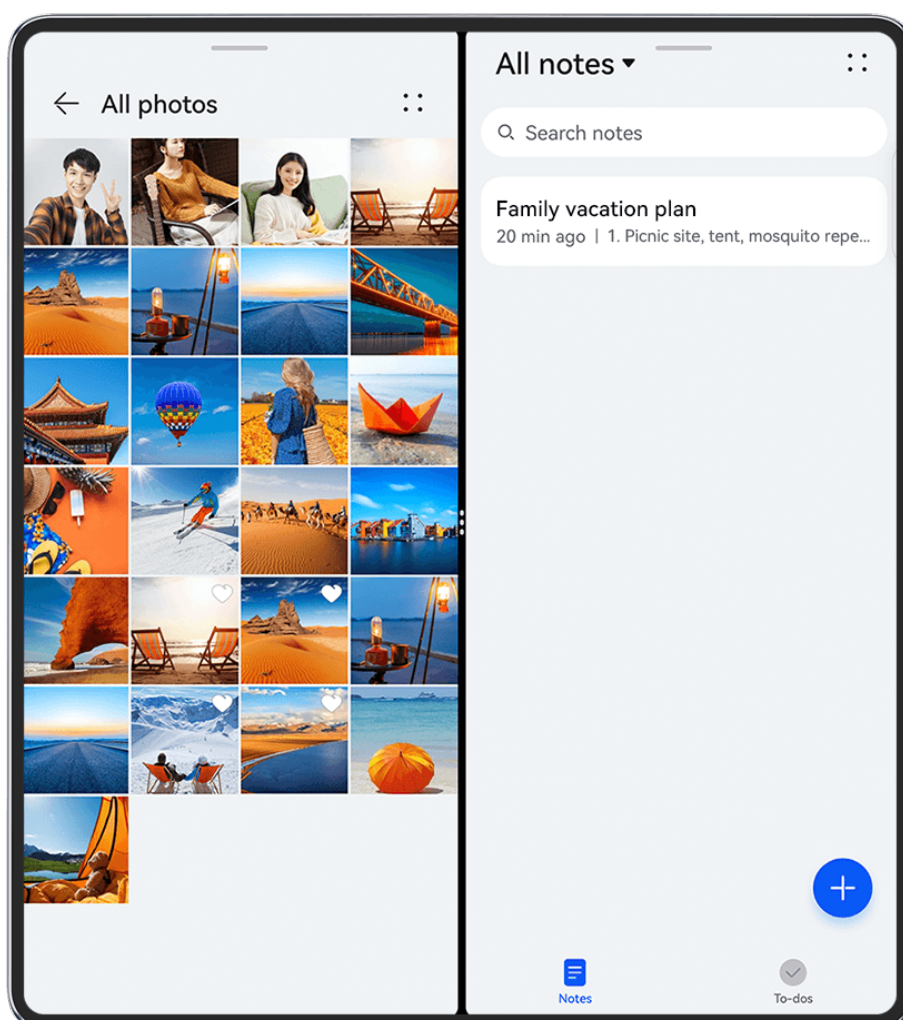 All photos
All notes
Search notes
Family vacation plan
20 min ago | 1. Picnic site, tent, mosquito repe...
Notes
To-dos